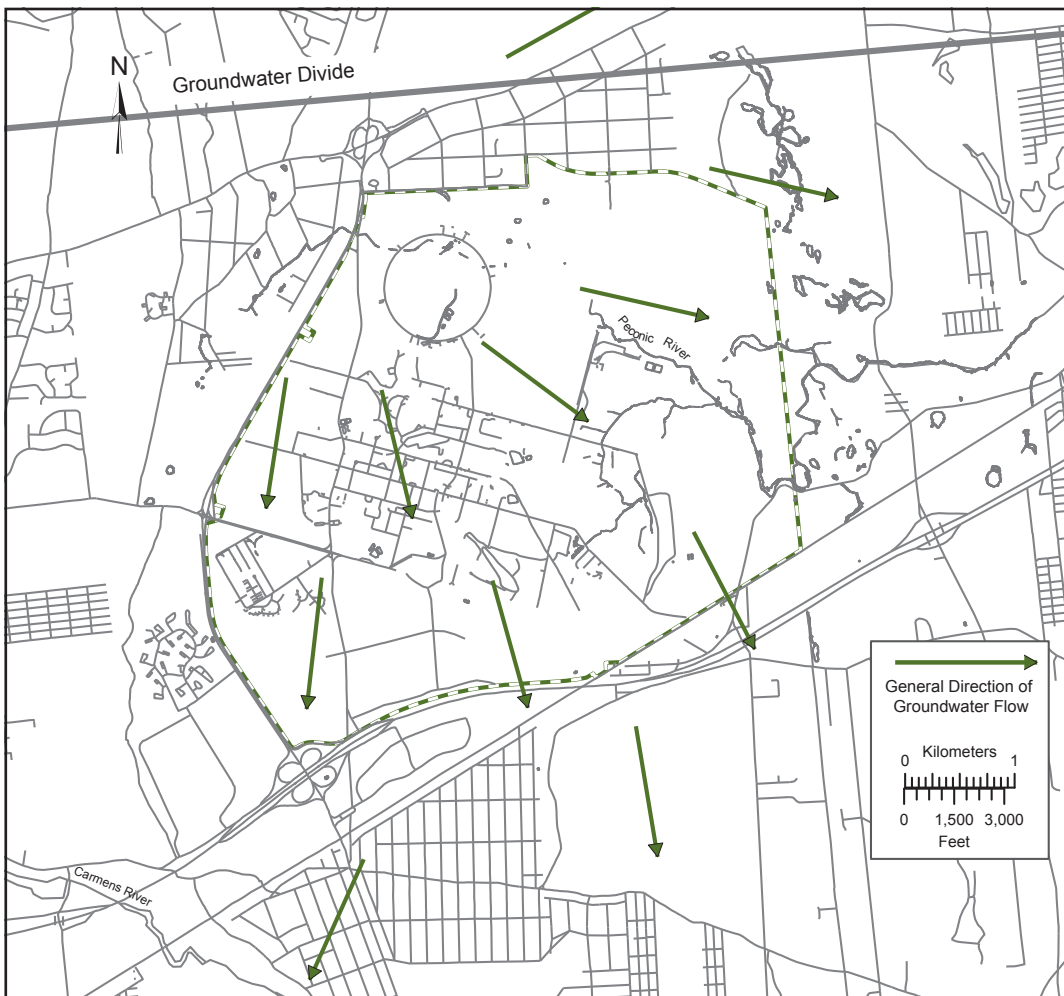 N
Groundwater Divide
Peconic River
General Direction of
Groundwater Flow
Kilometers
0 1
0 1,500 3,000
Feet
Carmens River